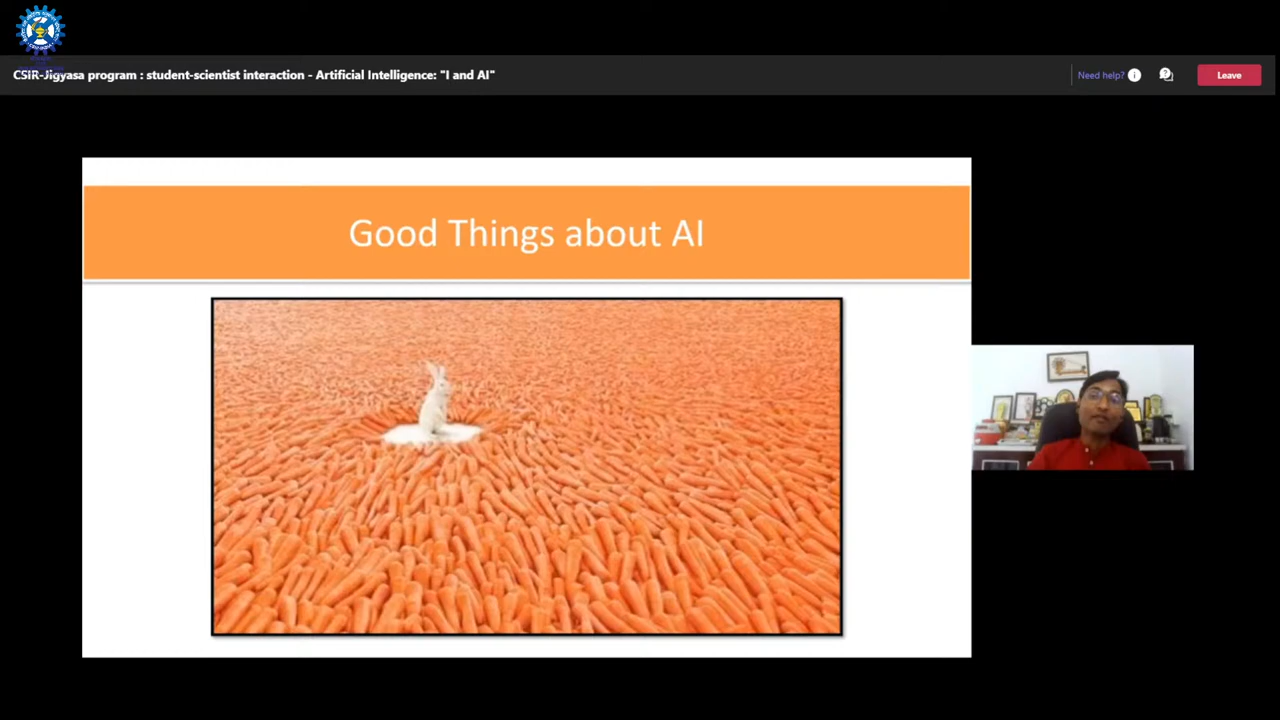 CSIR-Jigyasa program : student-scientist interaction - Artificial Intelligence: "I and AI"
Need help?
Leave
Good Things about AI